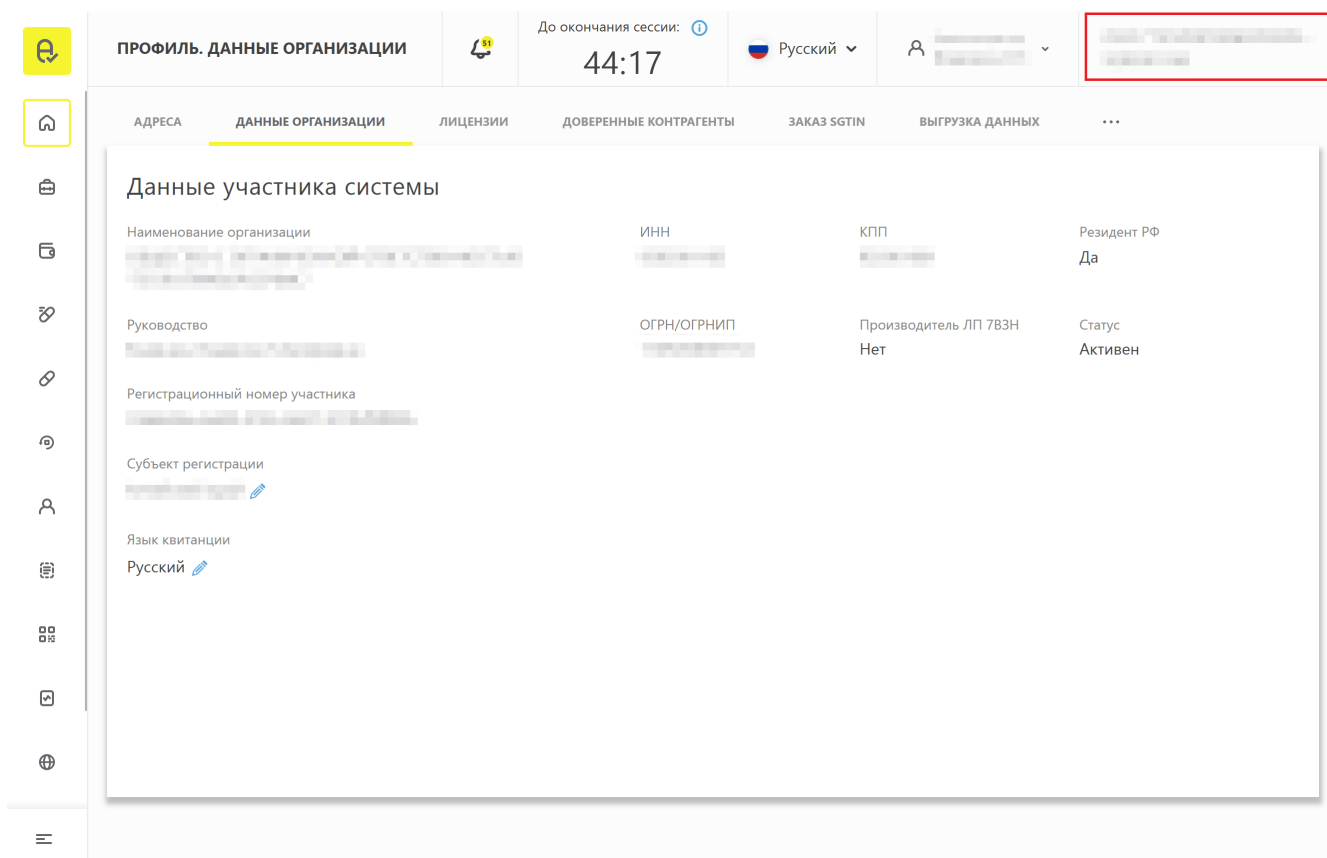 ПРОФИЛЬ. ДАННЫЕ ОРГАНИЗАЦИИ
51
До окончания сессии:
44:17
Русский
АДРЕСА ДАННЫЕ ОРГАНИЗАЦИИ ЛИЦЕНЗИИ ДОВЕРЕННЫЕ КОНТРАГЕНТЫ ЗАКАЗ SGTIN ВЫГРУЗКА ДАННЫХ ...
Данные участника системы
Наименование организации ИНН КПП Резидент РФ
Да
Руководство ОГРН/ОГРНИП Производитель ЛП 7ВЗН Статус
Нет Активен
Регистрационный номер участника
Субъект регистрации
Язык квитанции
Русский